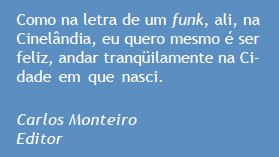 Como na letra de um funk, ali, na
Cinelândia, eu quero mesmo é ser
feliz, andar tranqüilamente na Ci-
dade em que nasci.
Carlos Monteiro
Editor